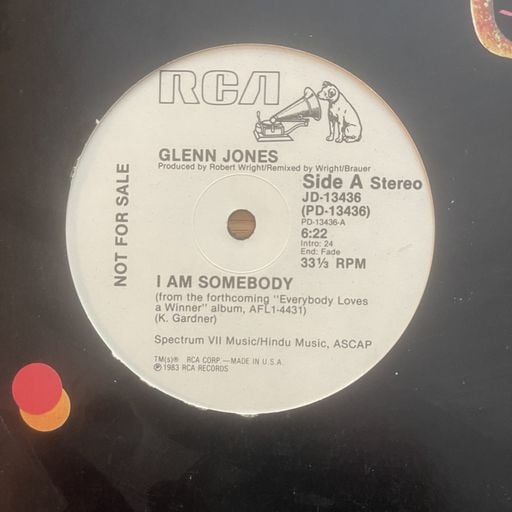 RCA
GLENN JONES
Produced by Robert Wright/Remixed by Wright/Brauer
Side A Stereo
JD-13436
(PD-13436)
PD-13436-A
6:22
Intro: 24
End: Fade
33⅓ RPM
NOT FOR SALE
I AM SOMEBODY
(from the forthcoming "Everybody Loves
a Winner" album, AFL1-4431)
(K. Gardner)
Spectrum VII Music/Hindu Music, ASCAP
TM(s)® RCA CORP.—MADE IN U.S.A.
Ⓟ1983 RCA RECORDS